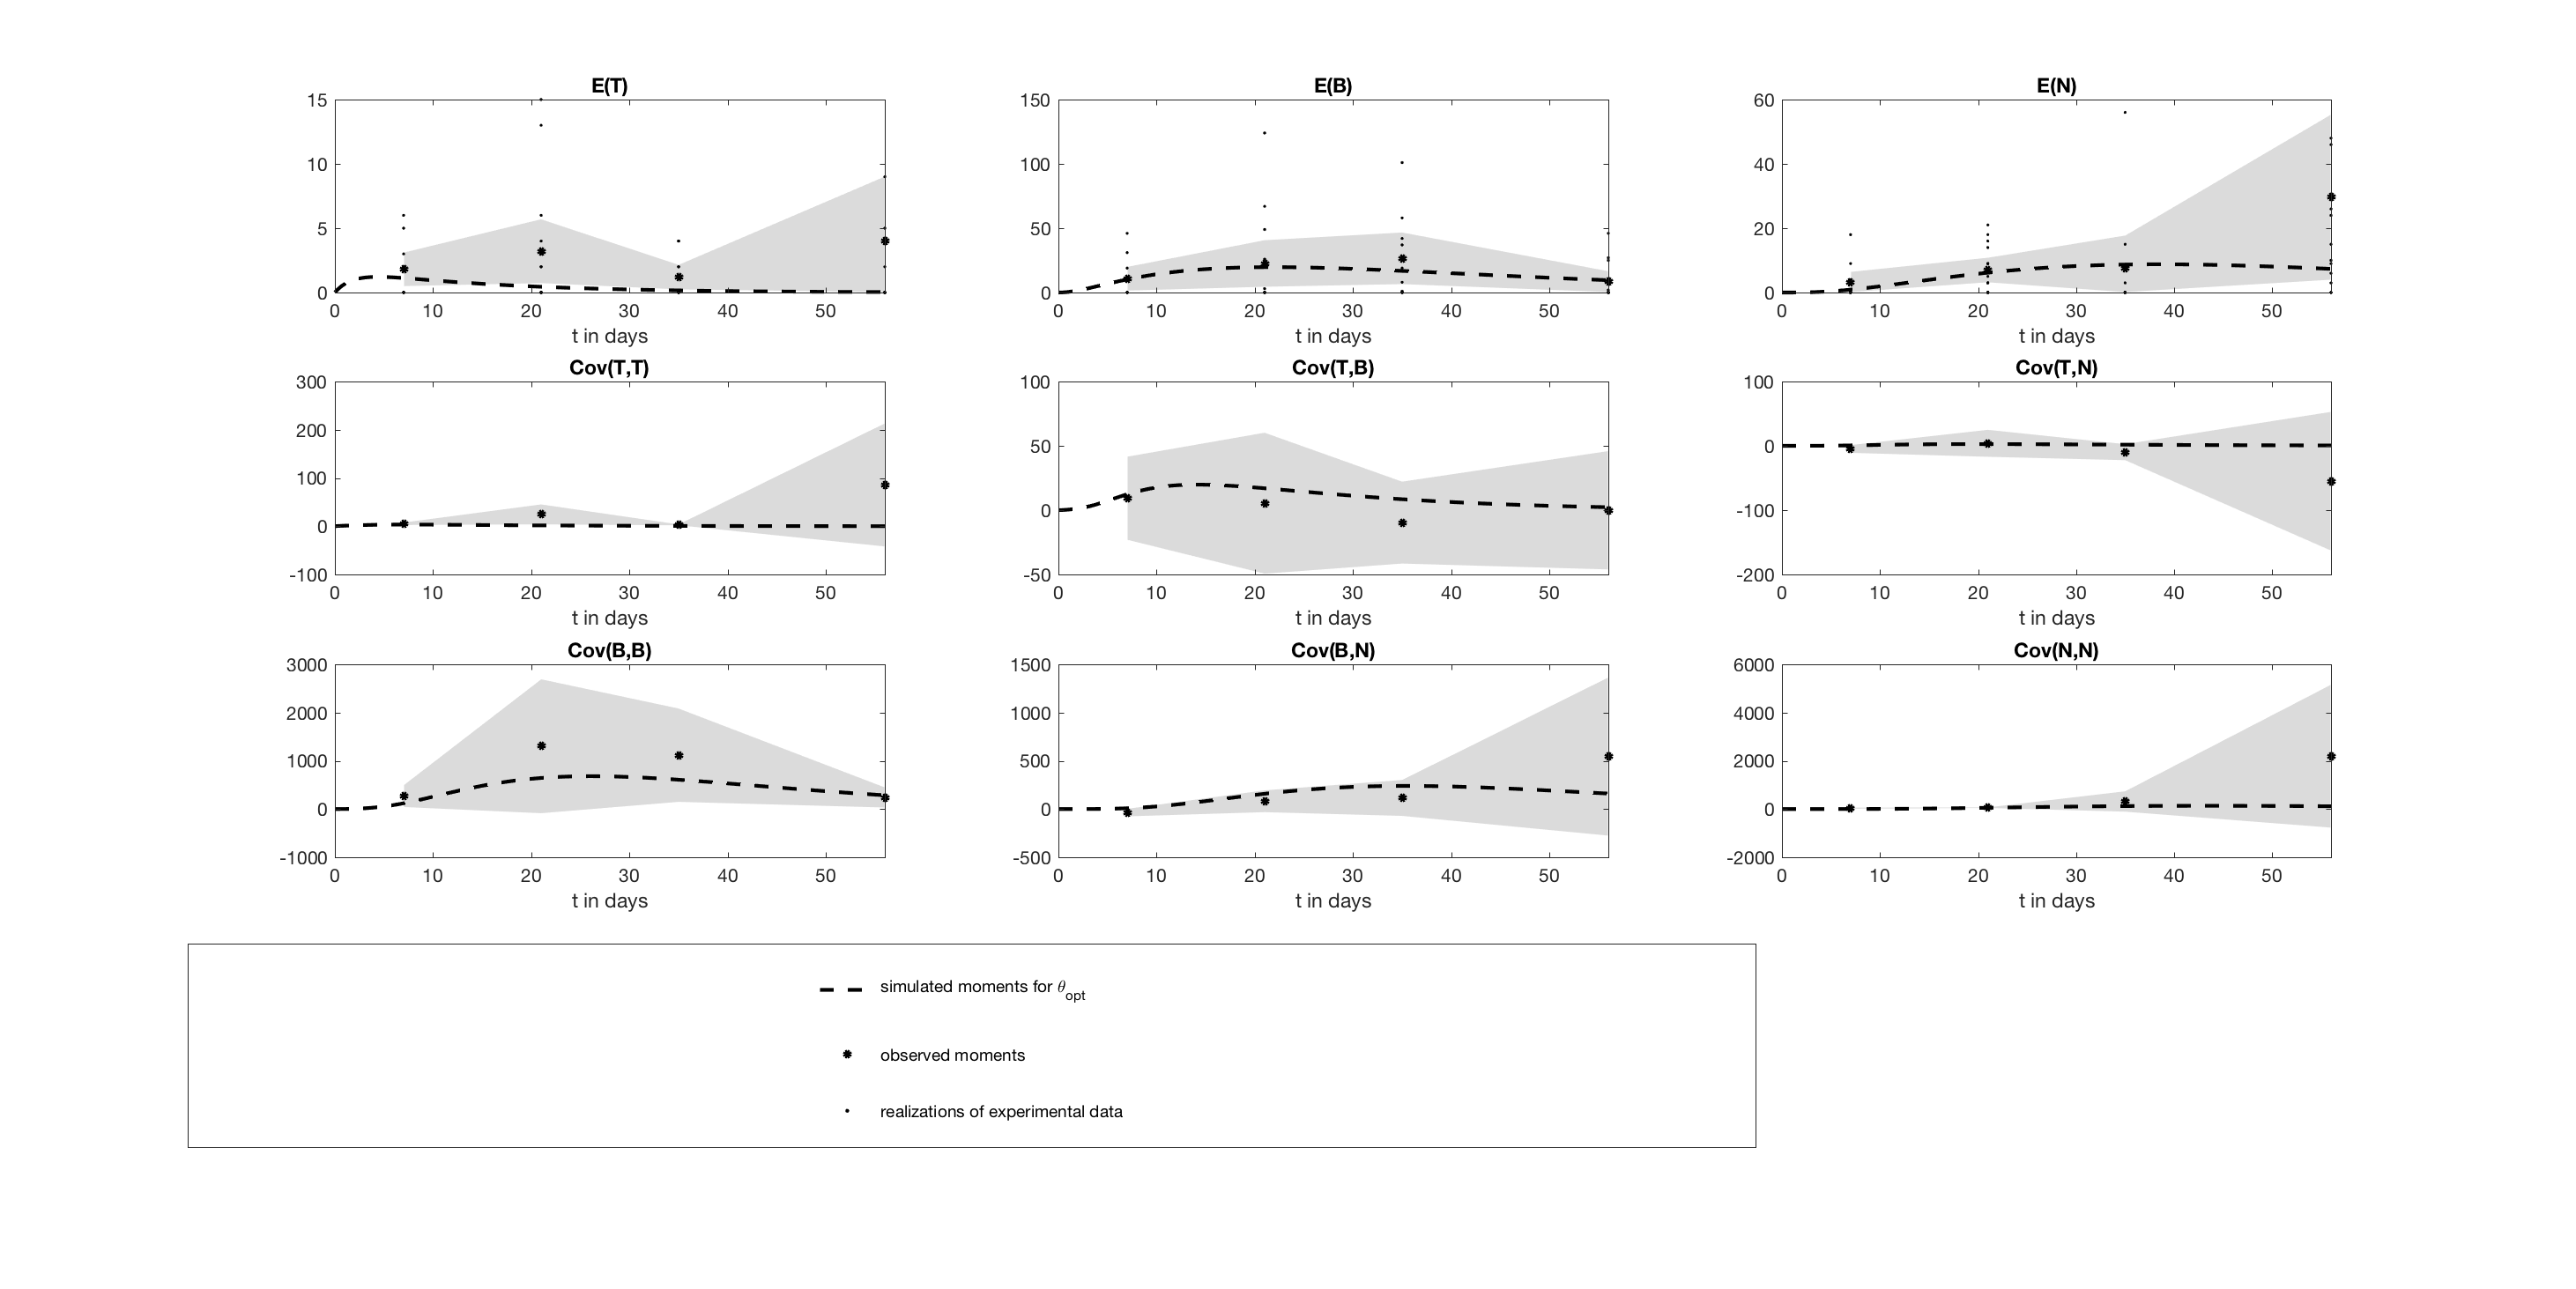 E(T)
15
10
5
0
0 10 20 30 40 50
t in days
E(B)
150
100
50
0
0 10 20 30 40 50
t in days
E(N)
60
40
20
0
0 10 20 30 40 50
t in days
Cov(T,T)
300
200
100
0
-100
0 10 20 30 40 50
t in days
Cov(T,B)
100
50
0
-50
0 10 20 30 40 50
t in days
Cov(T,N)
100
0
-100
-200
0 10 20 30 40 50
t in days
Cov(B,B)
3000
2000
1000
0
-1000
0 10 20 30 40 50
t in days
Cov(B,N)
1500
1000
500
0
-500
0 10 20 30 40 50
t in days
Cov(N,N)
6000
4000
2000
0
-2000
0 10 20 30 40 50
t in days
simulated moments for θopt
observed moments
realizations of experimental data